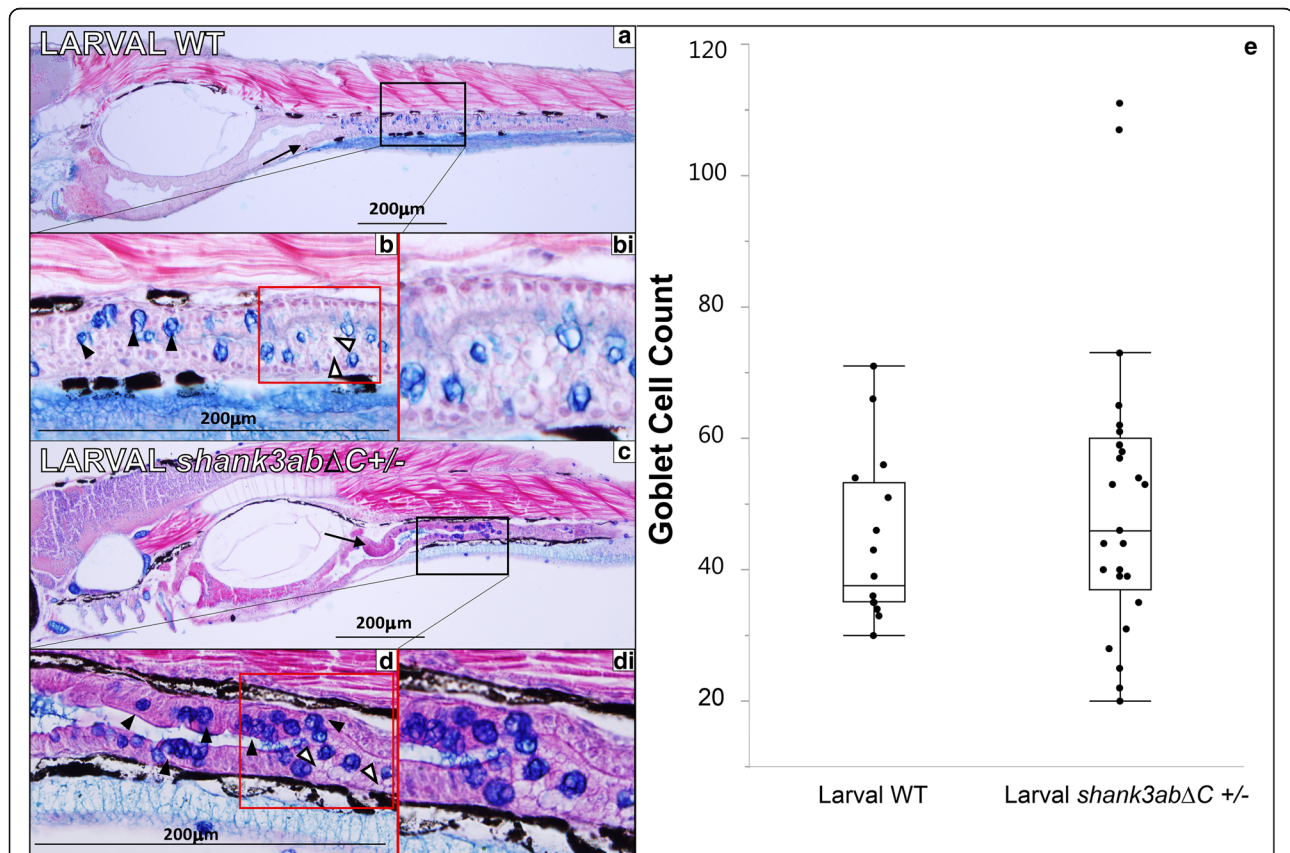 LARVAL WT
a
200µm
b
bi
200µm
LARVAL shank3abΔC+/-
c
200µm
d
di
200µm
e
Goblet Cell Count
120
100
80
60
40
20
Larval WT
Larval shank3abΔC +/-